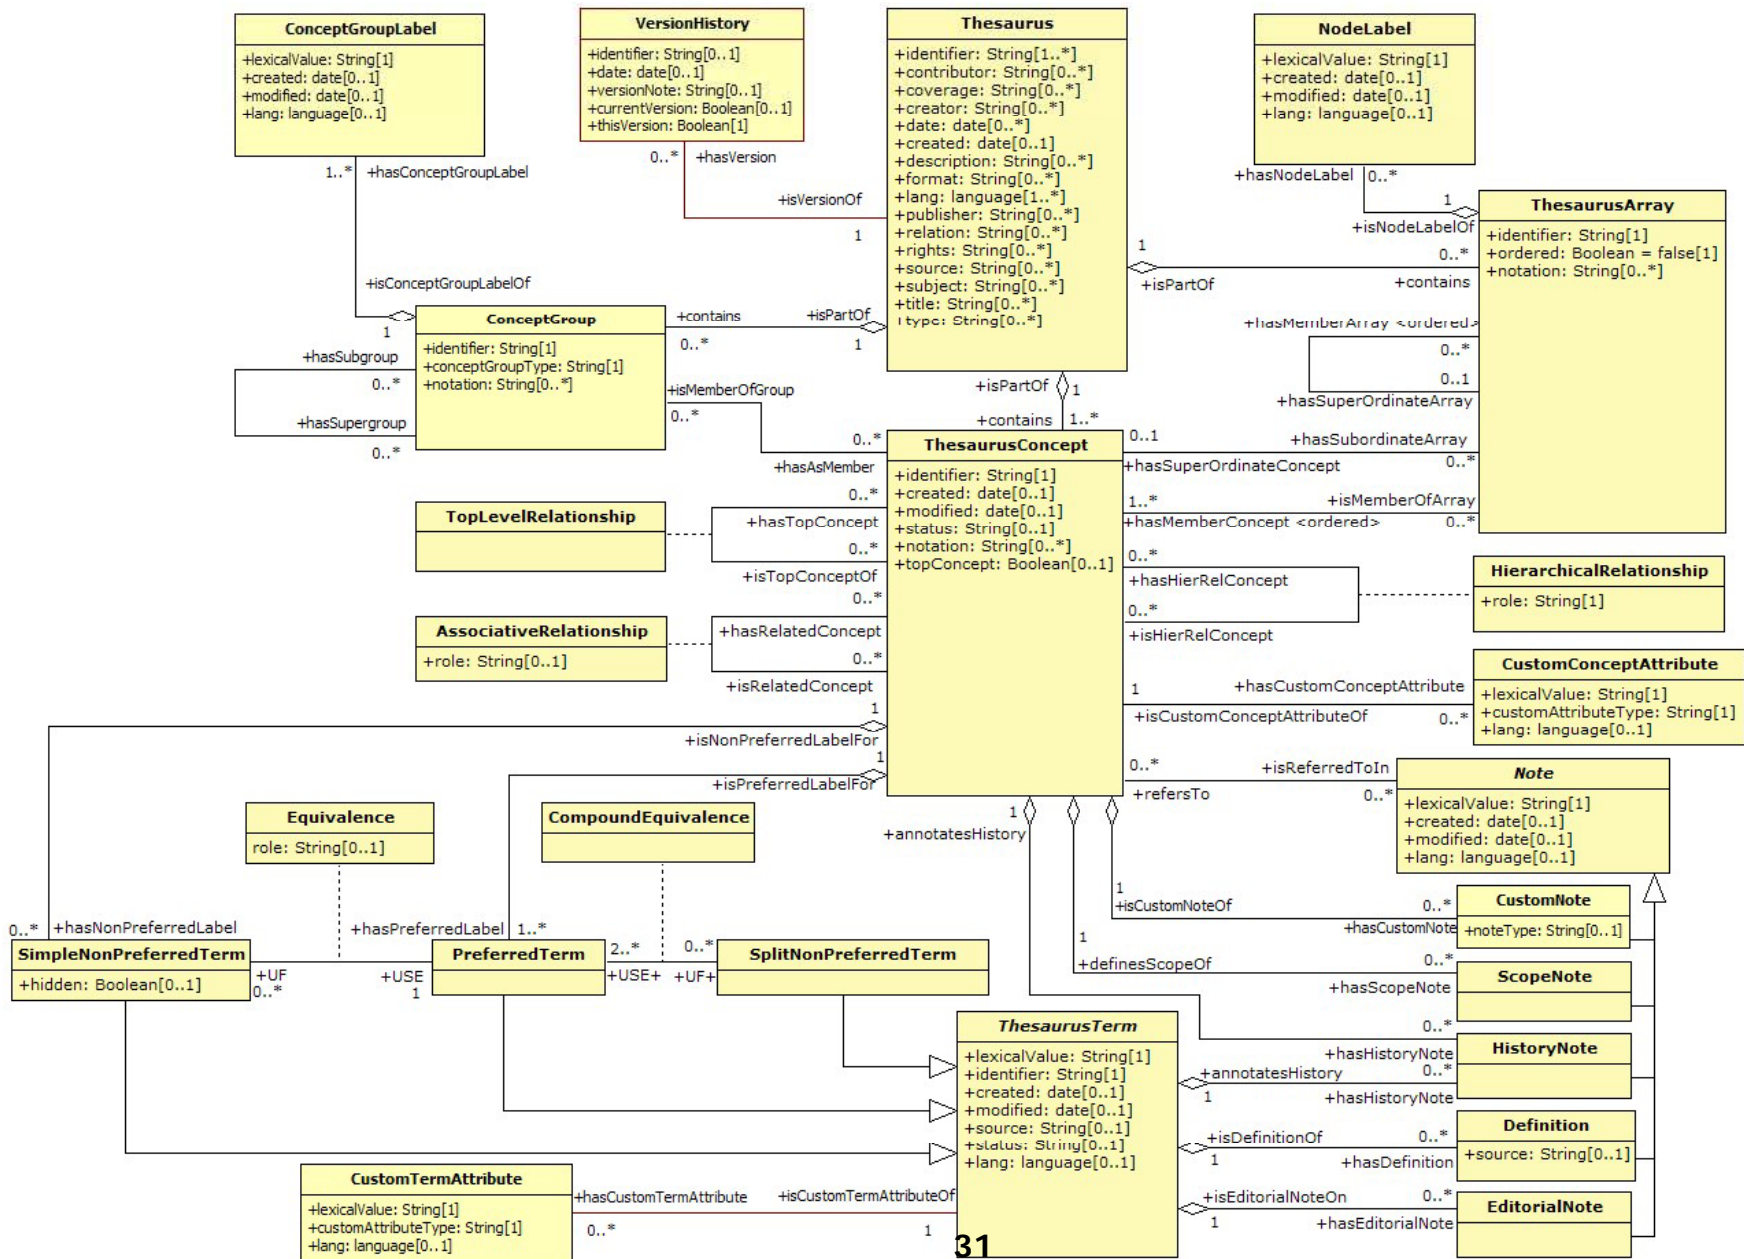 ConceptGroupLabel
+lexicalValue: String[1]
+created: date[0..1]
+modified: date[0..1]
+lang: language[0..1]
VersionHistory
+identifier: String[0..1]
+date: date[0..1]
+versionNote: String[0..1]
+currentVersion: Boolean[0..1]
+thisVersion: Boolean[1]
Thesaurus
+identifier: String[1..*]
+contributor: String[0..*]
+coverage: String[0..*]
+creator: String[0..*]
+date: date[0..*]
+created: date[0..1]
+description: String[0..*]
+format: String[0..*]
+lang: language[1..*]
+publisher: String[0..*]
+relation: String[0..*]
+rights: String[0..*]
+source: String[0..*]
+subject: String[0..*]
+title: String[0..*]
+type: String[0..*]
NodeLabel
+lexicalValue: String[1]
+created: date[0..1]
+modified: date[0..1]
+lang: language[0..1]
1..* +hasConceptGroupLabel
0..* +hasVersion
+isVersionOf
1
+hasNodeLabel 0..*
1
+isNodeLabelOf
ThesaurusArray
+identifier: String[1]
+ordered: Boolean = false[1]
+notation: String[0..*]
1
0..*
+isPartOf
+contains
+isConceptGroupLabelOf
1
ConceptGroup
+identifier: String[1]
+conceptGroupType: String[1]
+notation: String[0..*]
+contains
+isPartOf
0..*
1
+hasSubgroup
0..*
+hasSupergroup
0..*
+hasMemberArray <ordered>
0..*
0..1
+hasSuperOrdinateArray
+isPartOf 1
+contains 1..*
+isMemberOfGroup
0..*
0..*
+hasAsMember
ThesaurusConcept
+identifier: String[1]
+created: date[0..1]
+modified: date[0..1]
+status: String[0..1]
+notation: String[0..*]
+topConcept: Boolean[0..1]
0..1
+hasSubordinateArray
+hasSuperOrdinateConcept
0..*
1..*
+isMemberOfArray
+hasMemberConcept <ordered>
0..*
TopLevelRelationship
0..*
+hasTopConcept
0..*
+isTopConceptOf
0..*
+hasHierRelConcept
0..*
+isHierRelConcept
HierarchicalRelationship
+role: String[1]
AssociativeRelationship
+role: String[0..1]
0..*
+hasRelatedConcept
0..*
+isRelatedConcept
CustomConceptAttribute
+lexicalValue: String[1]
+customAttributeType: String[1]
+lang: language[0..1]
1
+hasCustomConceptAttribute
+isCustomConceptAttributeOf
0..*
1
+isNonPreferredLabelFor
1
+isPreferredLabelFor
0..*
+isReferredToIn
+refersTo
0..*
Note
+lexicalValue: String[1]
+created: date[0..1]
+modified: date[0..1]
+lang: language[0..1]
Equivalence
role: String[0..1]
CompoundEquivalence
1
+annotatesHistory
1
+isCustomNoteOf
0..*
+hasCustomNote
CustomNote
+noteType: String[0..1]
0..* +hasNonPreferredLabel
+hasPreferredLabel 1..*
SimpleNonPreferredTerm
+hidden: Boolean[0..1]
+UF
0..*
+USE
1
PreferredTerm
2..*
0..*
+USE+
+UF+
SplitNonPreferredTerm
1
+definesScopeOf
0..*
+hasScopeNote
ScopeNote
0..*
+hasHistoryNote
HistoryNote
ThesaurusTerm
+lexicalValue: String[1]
+identifier: String[1]
+created: date[0..1]
+modified: date[0..1]
+source: String[0..1]
+status: String[0..1]
+lang: language[0..1]
+annotatesHistory
0..*
1
+hasHistoryNote
+isDefinitionOf
0..*
1
+hasDefinition
Definition
+source: String[0..1]
+isEditorialNoteOn
0..*
1
+hasEditorialNote
EditorialNote
CustomTermAttribute
+lexicalValue: String[1]
+customAttributeType: String[1]
+lang: language[0..1]
+hasCustomTermAttribute
+isCustomTermAttributeOf
0..*
1
31